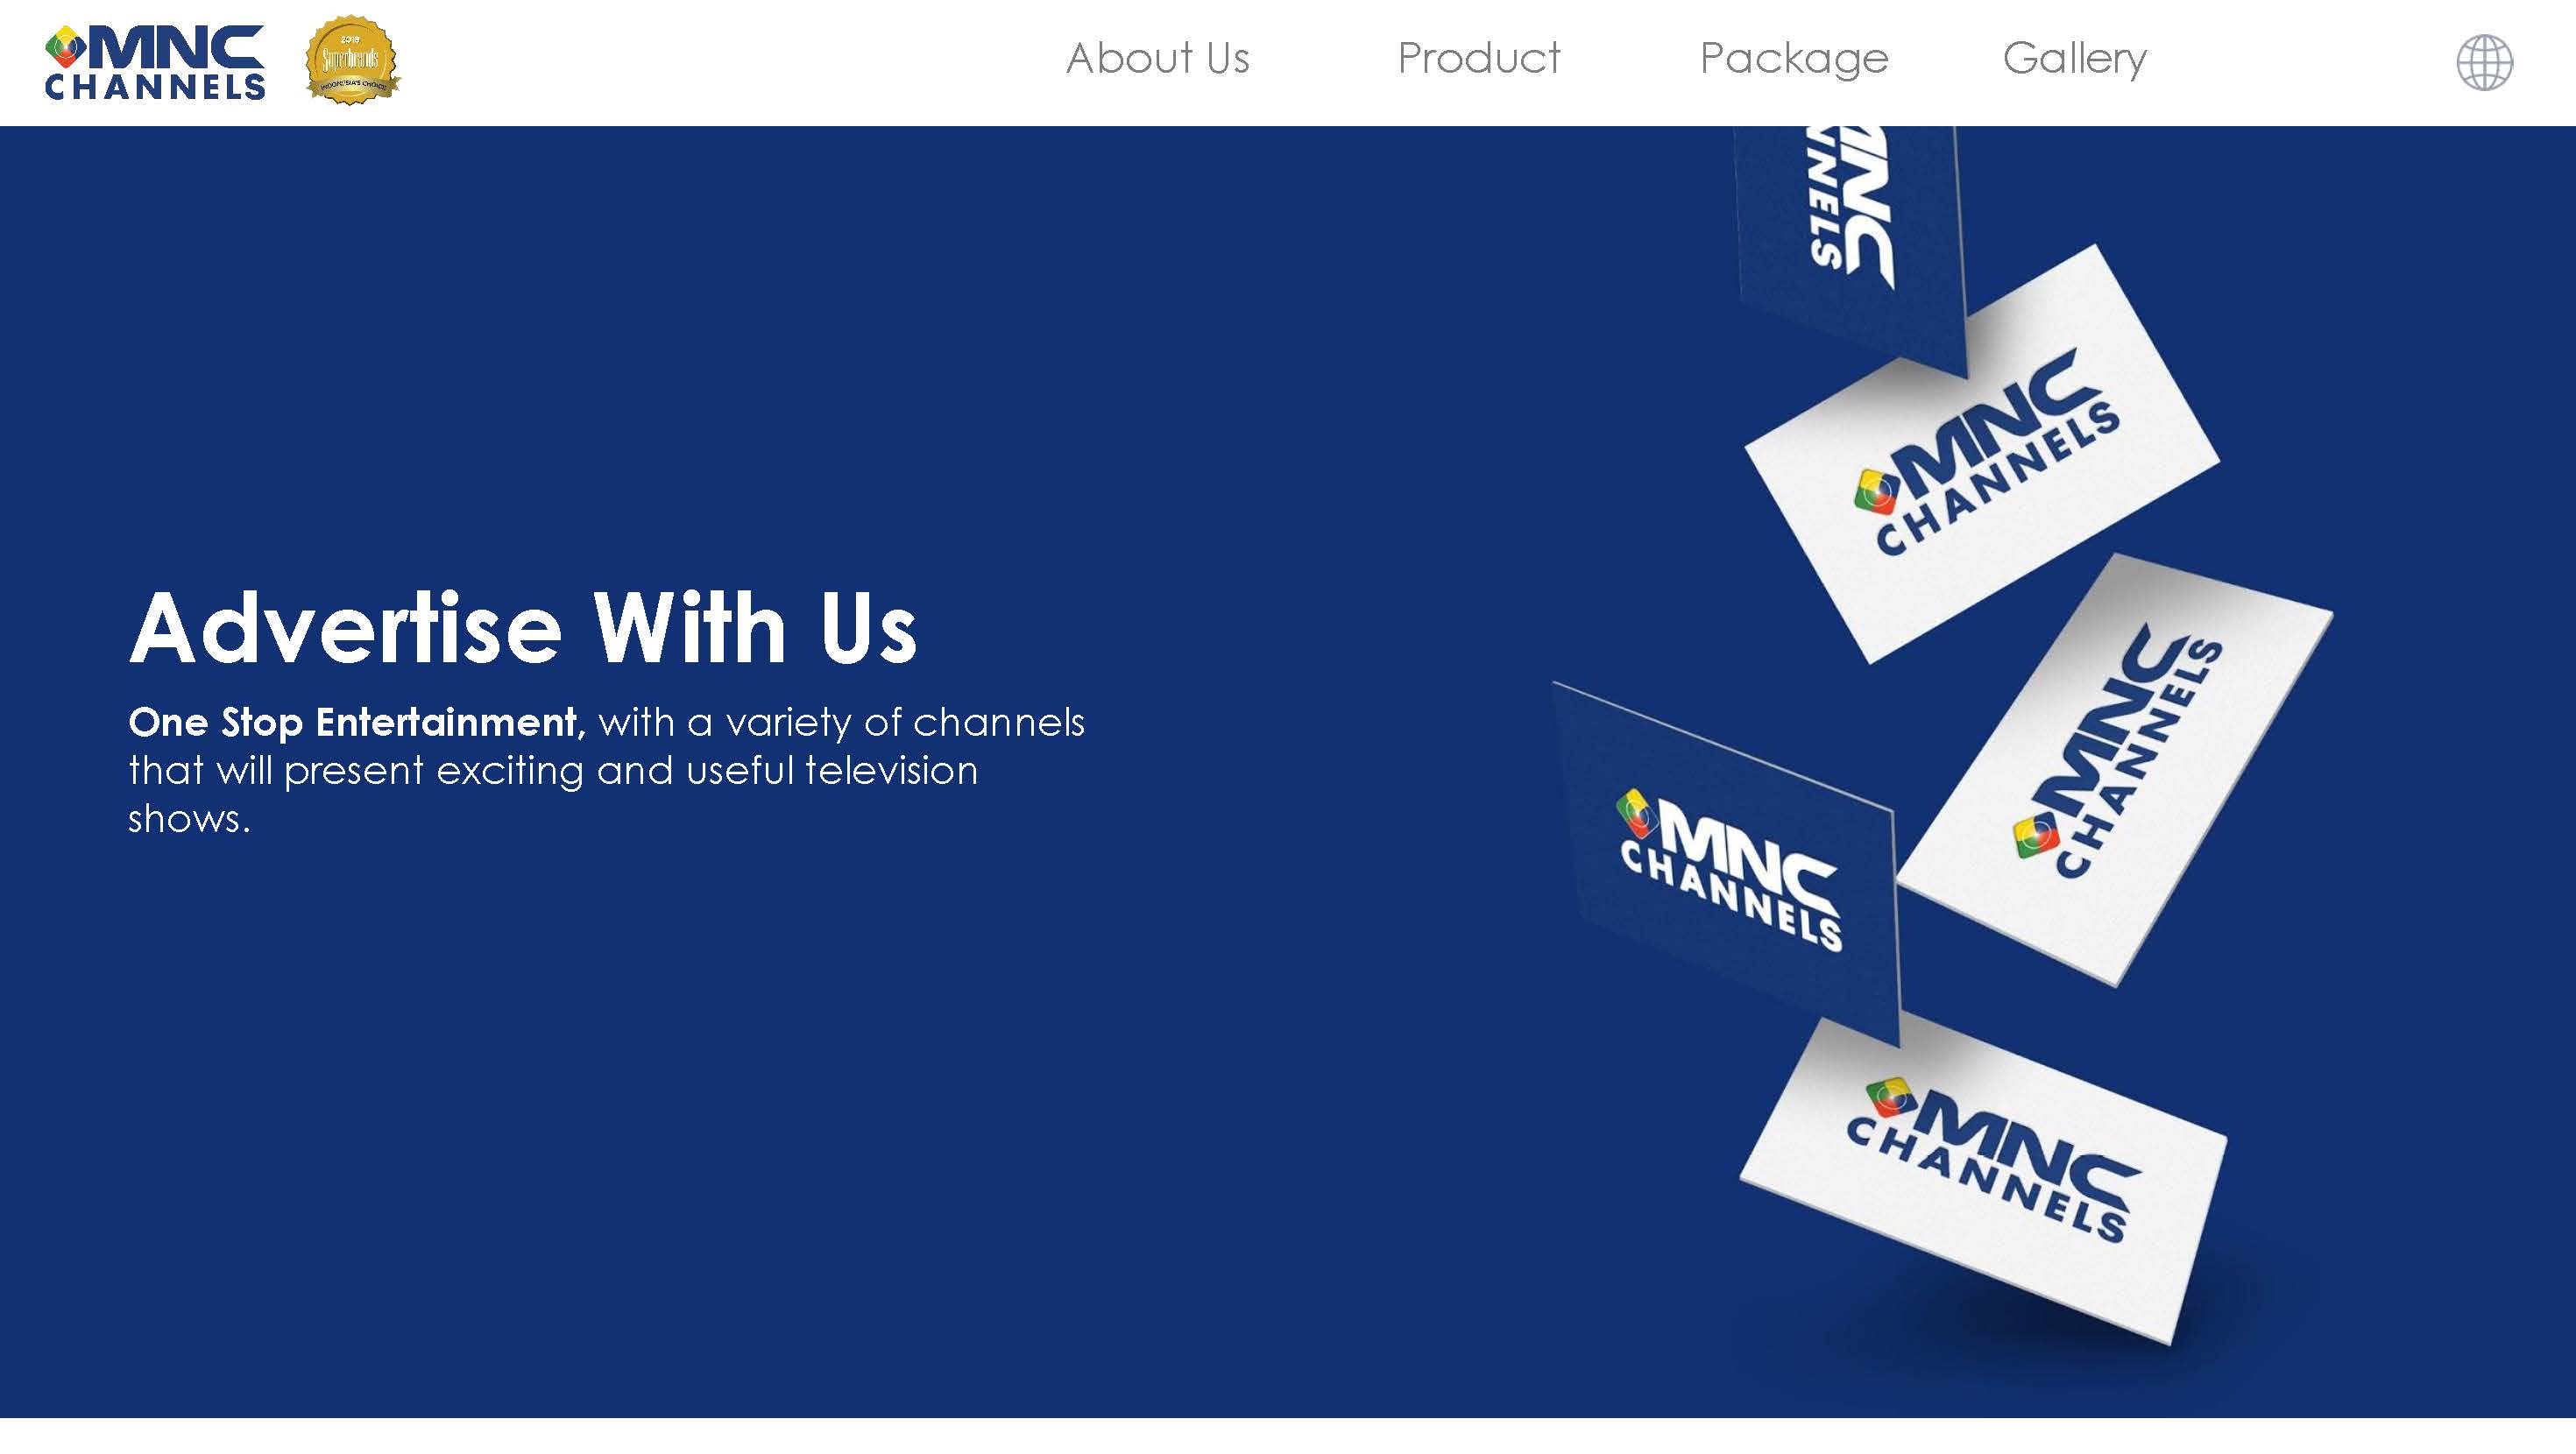 MNC
CHANNELS
2019
Superbrands
INDONESIA'S CHOICE
About Us
Product
Package
Gallery
MNC
NNELS
MNC
CHANNELS
MNC
CHANNELS
Advertise With Us
One Stop Entertainment, with a variety of channels
that will present exciting and useful television
shows.
MNC
CHANNELS
MNC
CHANNELS